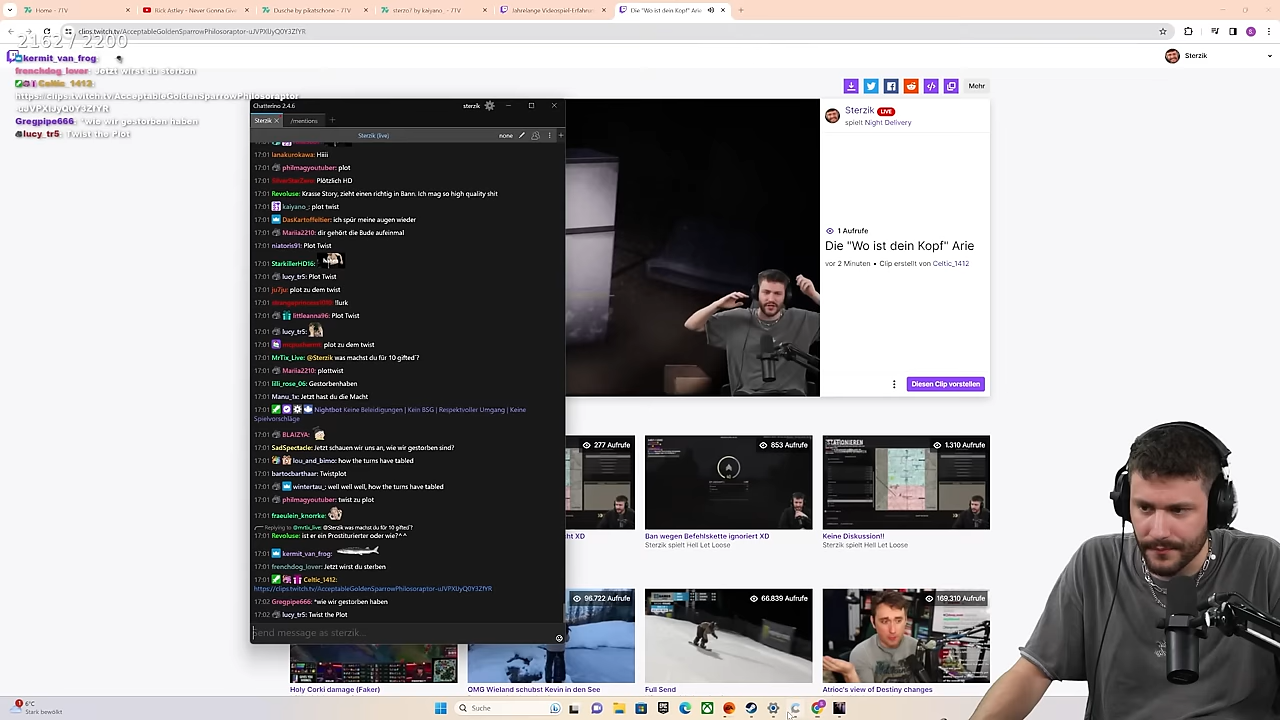 Home - 7TV
Rick Astley - Never Gonna Giv
Dusche by pikatschone - 7TV
sterzo? by kaiyano_ - 7TV
Jahrelange Videospiel-Erfahrun
Die "Wo ist dein Kopf" Arie
clips.twitch.tv/AcceptableGoldenSparrowPhilosoraptor-uJVPXUyQ0Y3ZfYR
2162 / 2200
kermit_van_frog:
frenchdog_lover: Jetzt wirst du sterben
Celtic_1412:
https://clips.twitch.tv/AcceptableGoldenSparrowPhilosoraptor
-uJVPXUyQ0Y3ZfYR
Gregpipe666: *wie wir gestorben haben
lucy_tr5: Twist the Plot
Sterzik
Mehr
Chatterino 2.4.6
sterzik
Sterzik
/mentions
Sterzik (live)
none
17:01 lanakurokawa: Hiiii
17:01 philmagyoutuber: plot
17:01 Plötzlich HD
17:01 Revoluse: Krasse Story, zieht einen richtig in Bann. Ich mag so high quality shit
17:01 kaiyano_: plot twist
17:01 DasKartoffeltier: ich spür meine augen wieder
17:01 Mariia2210: dir gehört die Bude aufeinmal
17:01 niatoris91: Plot Twist
17:01 StarkillerHD16:
17:01 lucy_tr5: Plot Twist
17:01 ju7ju: plot zu dem twist
17:01 !lurk
17:01 littleanna96: Plot Twist
17:01 lucy_tr5:
17:01 plot zu dem twist
17:01 MrTix_Live: @Sterzik was machst du für 10 gifted`?
17:01 Mariia2210: plottwist
17:01 lilli_rose_06: Gestorbenhaben
17:01 Manu_1x: Jetzt hast du die Macht
17:01 Nightbot Keine Beleidigungen | Kein BSG | Respektvoller Umgang | Keine
Spielvorschläge
17:01 BLAIZYA:
17:01 SadSpectacle: Jetzt schauen wir uns an, wie wir gestorben sind?
17:01 lou_and_bimo: how the turns have tabled
17:01 bartocbarthaar: Twistplot
17:01 wintertau_: well well well, how the turns have tabled
17:01 philmagyoutuber: twist zu plot
17:01 fraeulein_knorrke:
Replying to @mrtix_live: @Sterzik was machst du für 10 gifted`?
17:01 Revoluse: ist er ein Prostituierter oder wie?^^
17:01 kermit_van_frog:
17:01 frenchdog_lover: Jetzt wirst du sterben
17:01 Celtic_1412:
https://clips.twitch.tv/AcceptableGoldenSparrowPhilosoraptor-uJVPXUyQ0Y3ZfYR
17:02 Gregpipe666: *wie wir gestorben haben
17:02 lucy_tr5: Twist the Plot
Send message as sterzik...
Sterzik LIVE
spielt Night Delivery
1 Aufrufe
Die "Wo ist dein Kopf" Arie
vor 2 Minuten • Clip erstellt von Celtic_1412
Diesen Clip vorstellen
277 Aufrufe
853 Aufrufe
STATIONIEREN
1.310 Aufrufe
ht XD
Ban wegen Befehlskette ignoriert XD
Sterzik spielt Hell Let Loose
Keine Diskussion!!
Sterzik spielt Hell Let Loose
96.722 Aufrufe
66.839 Aufrufe
169.310 Aufrufe
Holy Corki damage (Faker)
OMG Wieland schubst Kevin in den See
Full Send
Atrioc's view of Destiny changes
6°C
Stark bewölkt
Suche